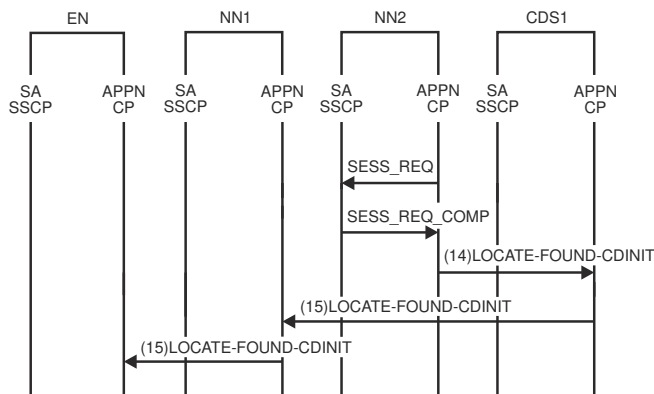 EN NN1 NN2 CDS1
SA APPN SA APPN SA APPN SA APPN
SSCP CP SSCP CP SSCP CP SSCP CP
SESS_REQ
SESS_REQ_COMP
(14)LOCATE-FOUND-CDINIT
(15)LOCATE-FOUND-CDINIT
(15)LOCATE-FOUND-CDINIT